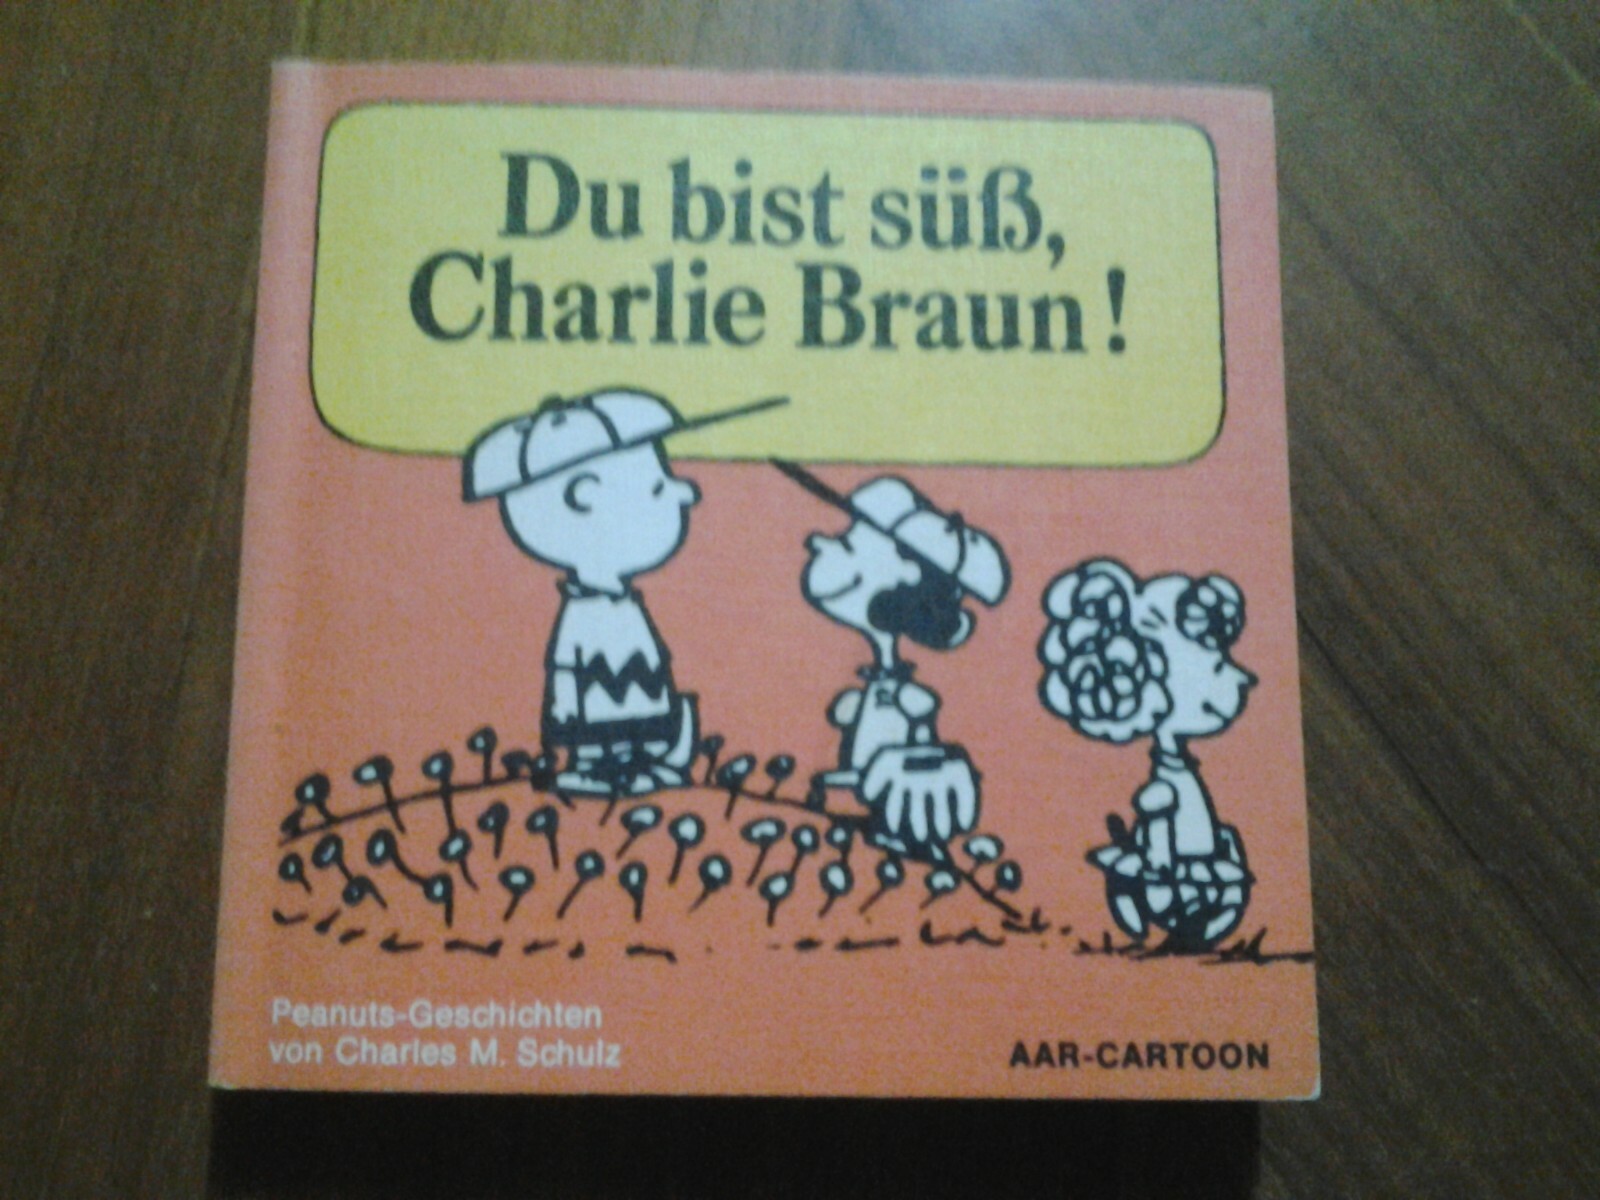 Du bist süß,
Charlie Braun!
Peanuts-Geschichten
von Charles M. Schulz
AAR-CARTOON